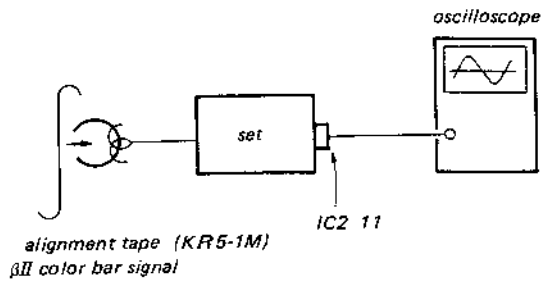 oscilloscope
set
IC2 11
alignment tape (KR5-1M)
βII color bar signal